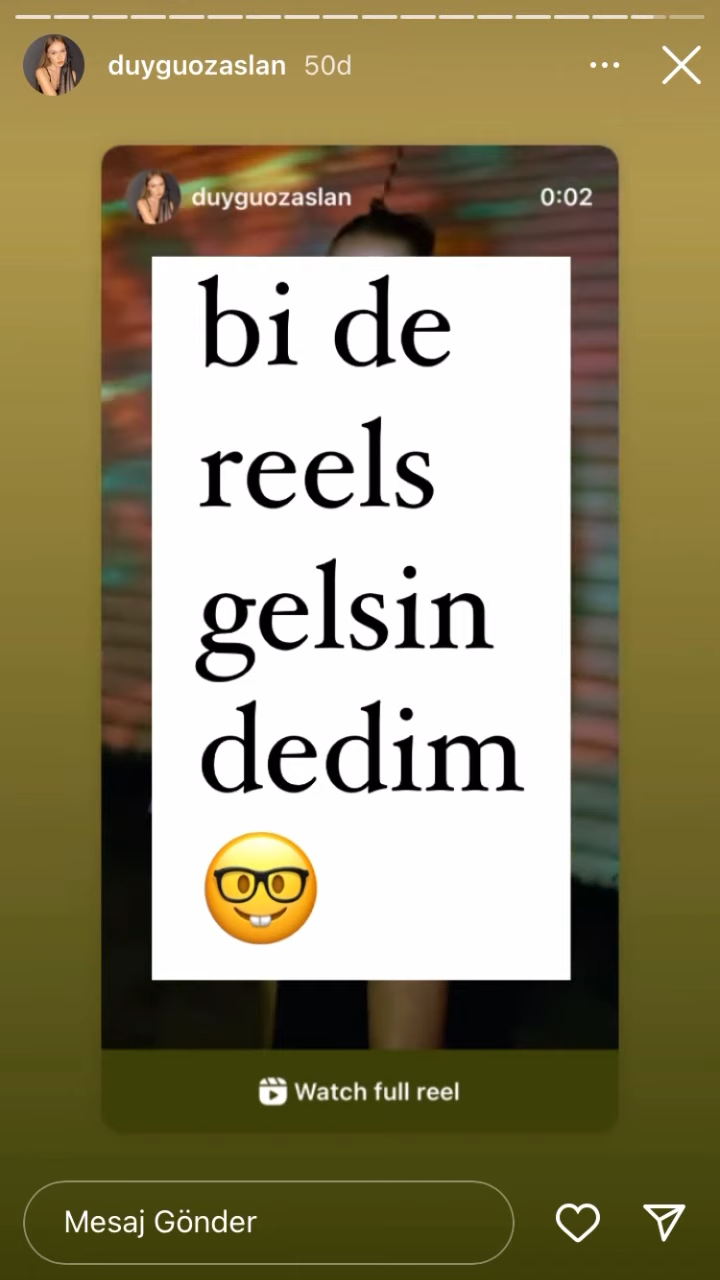 duyguozaslan 50d
duyguozaslan 0:02
bi de
reels
gelsin
dedim
🤓
Watch full reel
Mesaj Gönder